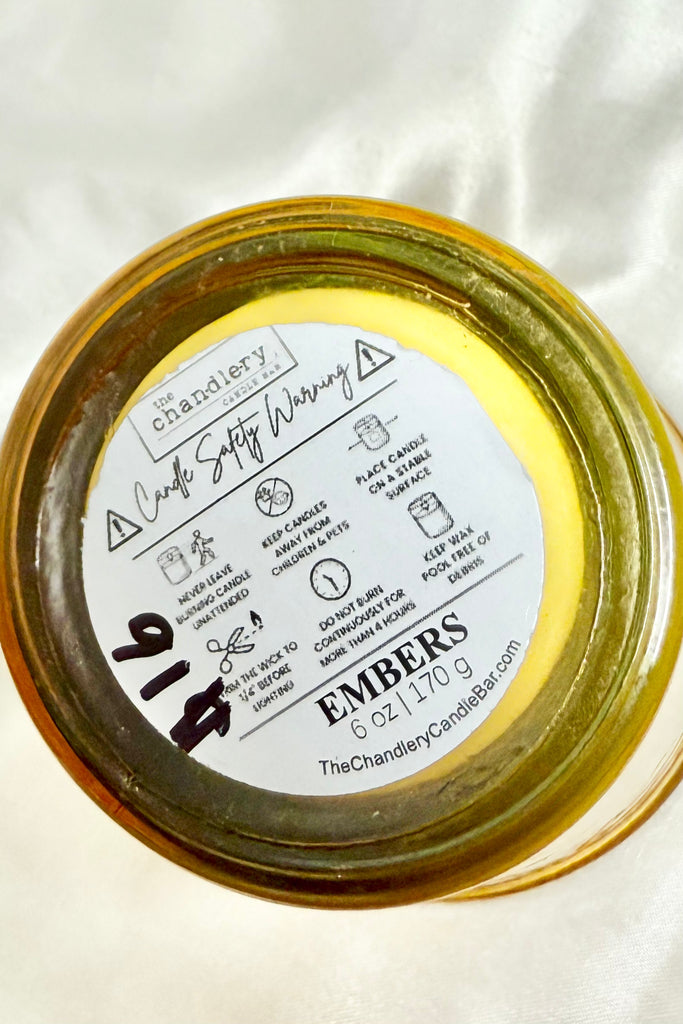 the
chandlery
CANDLE BAR
Candle Safety Warning
NEVER LEAVE
BURNING CANDLE
UNATTENDED
KEEP CANDLES
AWAY FROM
CHILDREN & PETS
PLACE CANDLE
ON A STABLE
SURFACE
TRIM THE WICK TO
1/4" BEFORE
LIGHTING
DO NOT BURN
CONTINUOUSLY FOR
MORE THAN 4 HOURS
KEEP WAX
POOL FREE OF
DEBRIS
EMBERS
6 oz | 170 g
TheChandleryCandleBar.com
$16